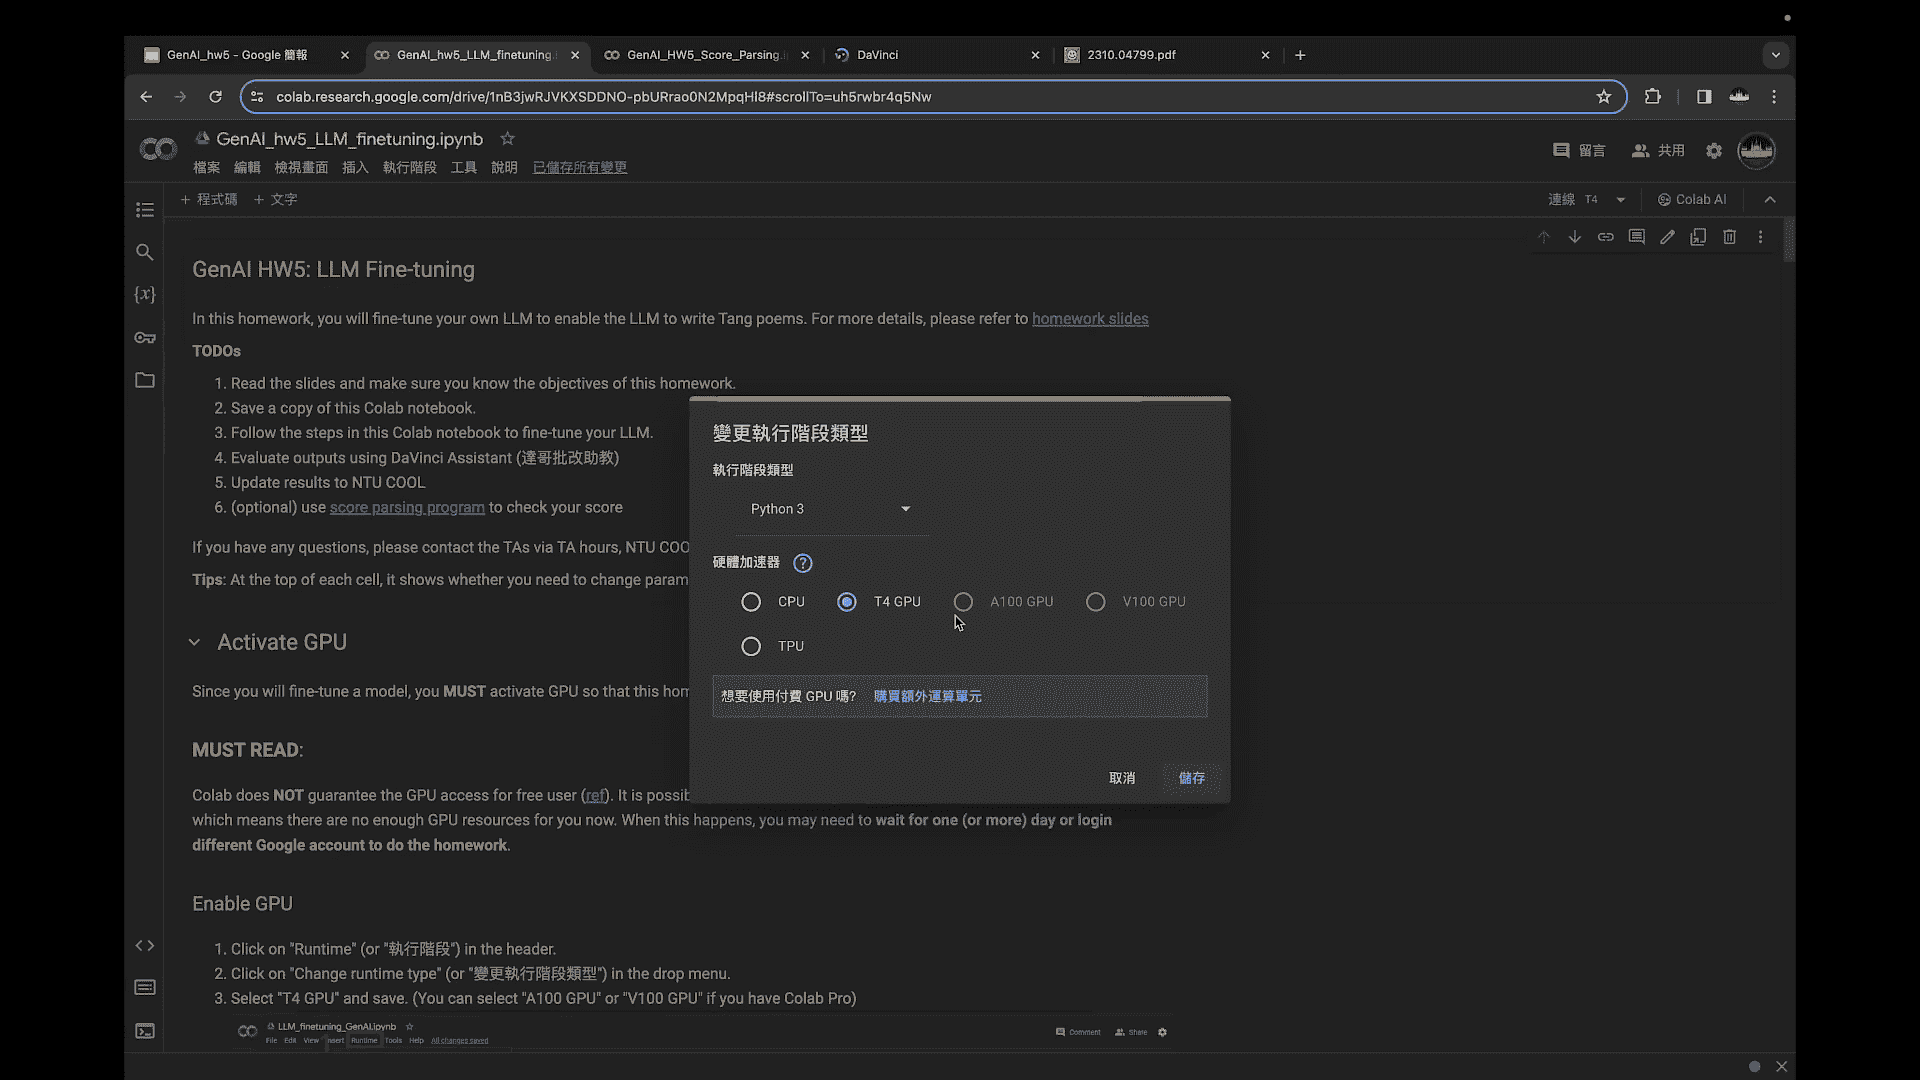 GenAI_hw5 - Google 簡報
GenAI_hw5_LLM_finetuning.
GenAI_HW5_Score_Parsing.i
DaVinci
2310.04799.pdf
colab.research.google.com/drive/1nB3jwRJVKXSDDNO-pbURrao0N2MpqHl8#scrollTo=uh5rwbr4q5Nw
GenAI_hw5_LLM_finetuning.ipynb
留言
共用
檔案 編輯 檢視畫面 插入 執行階段 工具 說明 已儲存所有變更
+ 程式碼 + 文字
連線 T4
Colab AI
GenAI HW5: LLM Fine-tuning
In this homework, you will fine-tune your own LLM to enable the LLM to write Tang poems. For more details, please refer to homework slides
TODOs
1. Read the slides and make sure you know the objectives of this homework.
2. Save a copy of this Colab notebook.
3. Follow the steps in this Colab notebook to fine-tune your LLM.
4. Evaluate outputs using DaVinci Assistant (達哥批改助教)
5. Update results to NTU COOL
6. (optional) use score parsing program to check your score
If you have any questions, please contact the TAs via TA hours, NTU COO
Tips: At the top of each cell, it shows whether you need to change param
Activate GPU
Since you will fine-tune a model, you MUST activate GPU so that this hom
MUST READ:
Colab does NOT guarantee the GPU access for free user (ref). It is possib
which means there are no enough GPU resources for you now. When this happens, you may need to wait for one (or more) day or login
different Google account to do the homework.
Enable GPU
1. Click on "Runtime" (or "執行階段") in the header.
2. Click on "Change runtime type" (or "變更執行階段類型") in the drop menu.
3. Select "T4 GPU" and save. (You can select "A100 GPU" or "V100 GPU" if you have Colab Pro)
LLM_finetuning_GenAI.ipynb
Comment Share
File Edit View Insert Runtime Tools Help All changes saved
變更執行階段類型
執行階段類型
Python 3
硬體加速器 ?
CPU T4 GPU A100 GPU V100 GPU
TPU
想要使用付費 GPU 嗎? 購買額外運算單元
取消 儲存